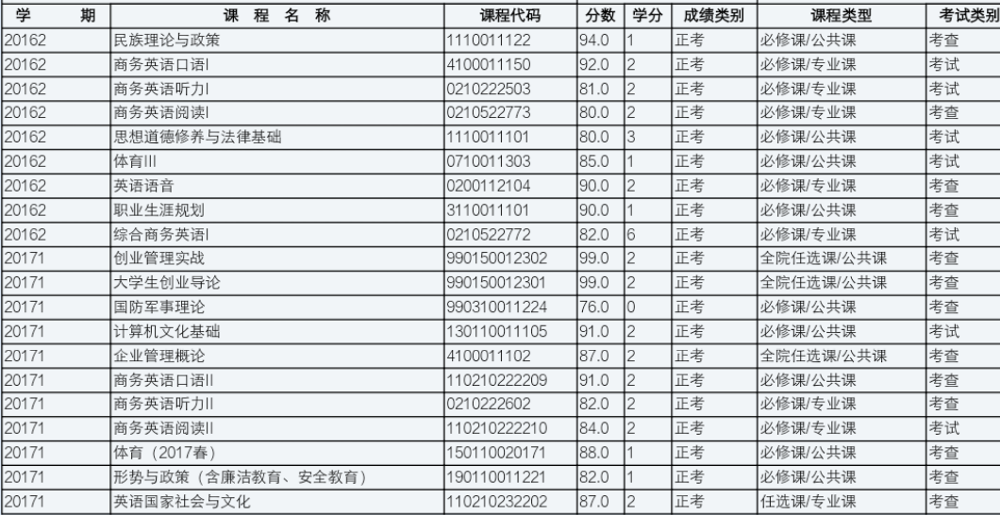 学 期 课 程 名 称 课程代码 分数 学分 成绩类别 课程类型 考试类别
20162 民族理论与政策 1110011122 94.0 1 正考 必修课/公共课 考查
20162 商务英语口语I 4100011150 92.0 2 正考 必修课/专业课 考试
20162 商务英语听力I 0210222503 81.0 2 正考 必修课/专业课 考试
20162 商务英语阅读I 0210522773 80.0 2 正考 必修课/专业课 考查
20162 思想道德修养与法律基础 1110011101 80.0 3 正考 必修课/公共课 考试
20162 体育III 0710011303 85.0 1 正考 必修课/公共课 考试
20162 英语语音 0200112104 90.0 2 正考 必修课/专业课 考查
20162 职业生涯规划 3110011101 90.0 1 正考 必修课/公共课 考查
20162 综合商务英语I 0210522772 82.0 6 正考 必修课/专业课 考试
20171 创业管理实战 990150012302 99.0 2 正考 全院任选课/公共课 考查
20171 大学生创业导论 990150012301 99.0 2 正考 全院任选课/公共课 考查
20171 国防军事理论 990310011224 76.0 0 正考 必修课/公共课 考查
20171 计算机文化基础 130110011105 91.0 2 正考 必修课/公共课 考试
20171 企业管理概论 4100011102 87.0 2 正考 全院任选课/公共课 考查
20171 商务英语口语II 110210222209 91.0 2 正考 必修课/公共课 考查
20171 商务英语听力II 0210222602 82.0 2 正考 必修课/专业课 考查
20171 商务英语阅读II 110210222210 84.0 2 正考 必修课/专业课 考试
20171 体育（2017春） 150110020171 88.0 1 正考 必修课/公共课 考查
20171 形势与政策（含廉洁教育、安全教育） 190110011221 82.0 1 正考 必修课/公共课 考查
20171 英语国家社会与文化 110210232202 87.0 2 正考 任选课/专业课 考查